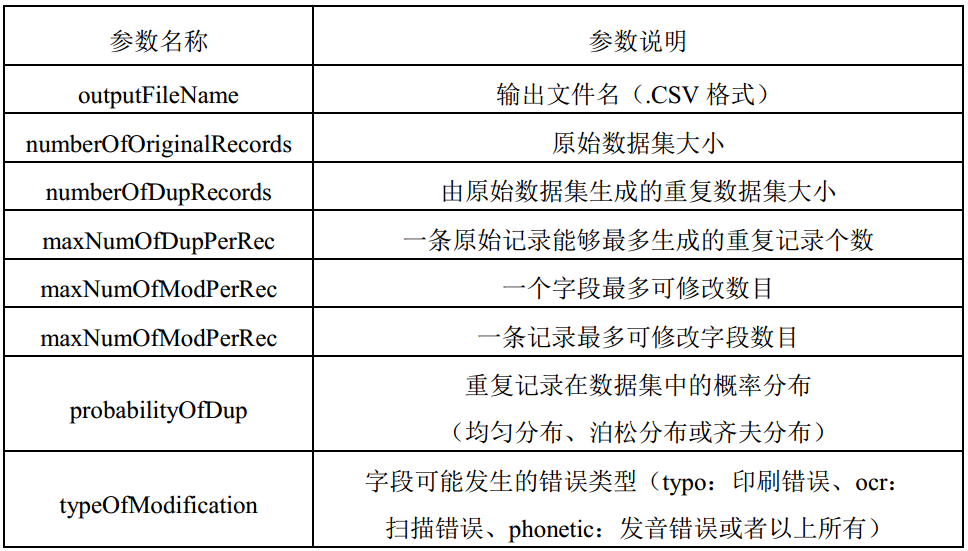 参数名称 参数说明
outputFileName 输出文件名（.CSV 格式）
numberOfOriginalRecords 原始数据集大小
numberOfDupRecords 由原始数据集生成的重复数据集大小
maxNumOfDupPerRec 一条原始记录能够最多生成的重复记录个数
maxNumOfModPerRec 一个字段最多可修改数目
maxNumOfModPerRec 一条记录最多可修改字段数目
probabilityOfDup 重复记录在数据集中的概率分布
（均匀分布、泊松分布或齐夫分布）
typeOfModification 字段可能发生的错误类型（typo：印刷错误、ocr：
扫描错误、phonetic：发音错误或者以上所有）